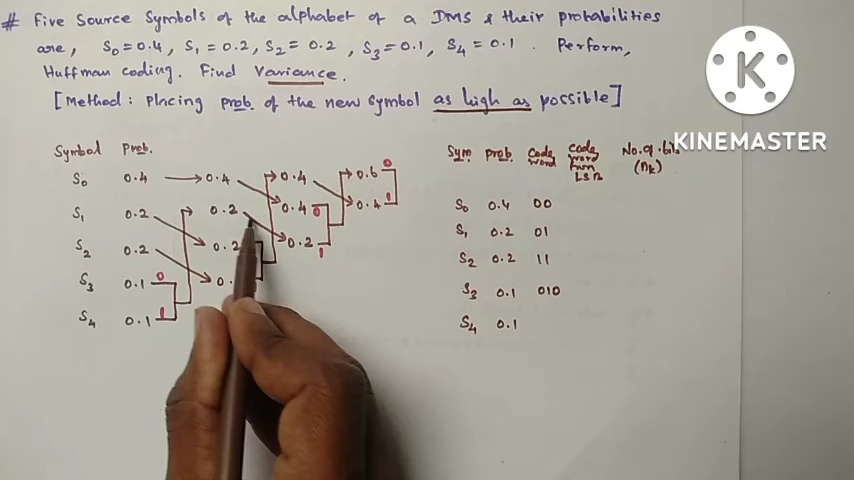 # Five Source Symbols of the alphabet of a DMS & their probabilities
are, S0=0.4, S1=0.2, S2=0.2, S3=0.1, S4=0.1. Perform,
Huffman coding. Find Variance.
[Method: Placing prob. of the new symbol as high as possible]
K
KINEMASTER
Symbol Prob.
S0 0.4 0.4 0.4 0.6 0
S1 0.2 0.2 0.4 0 0.4 1
S2 0.2 0.2 0.2 1
S3 0.1 0 0.
S4 0.1 1
Sym Prob. Code word Code word from LSB No. of bits (nk)
S0 0.4 00
S1 0.2 01
S2 0.2 11
S3 0.1 010
S4 0.1